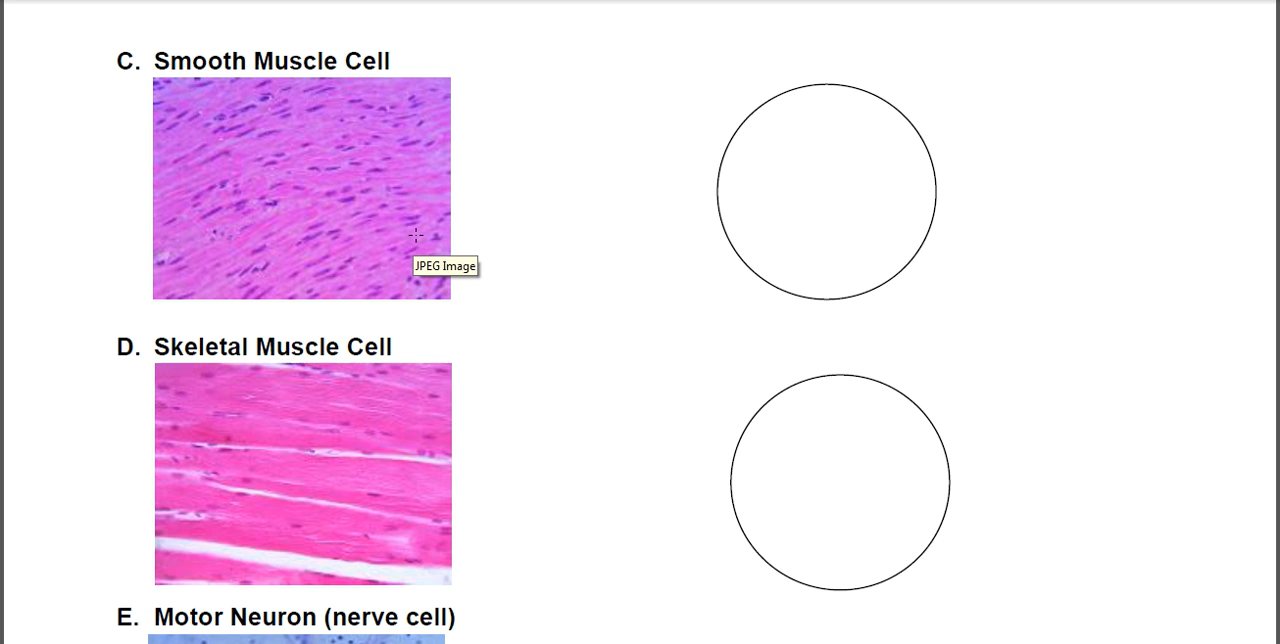 C. Smooth Muscle Cell
JPEG Image
D. Skeletal Muscle Cell
E. Motor Neuron (nerve cell)